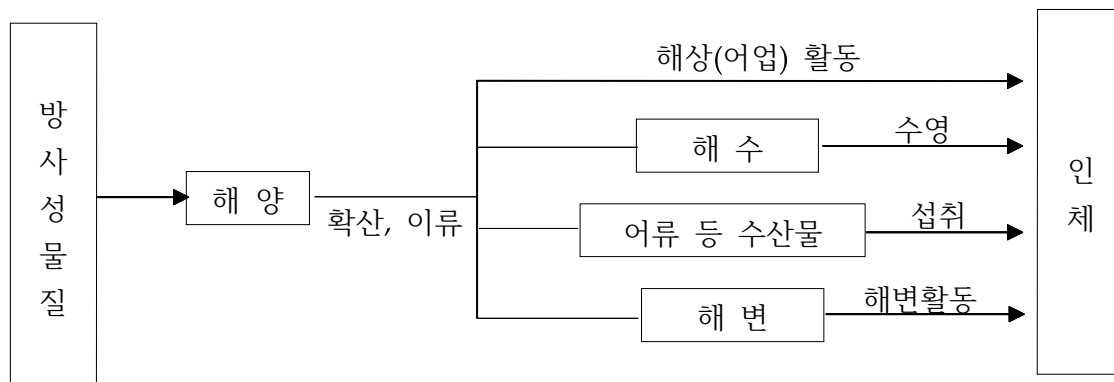 방사성물질
해 양
확산, 이류
해상(어업) 활동
해 수
수영
어류 등 수산물
섭취
해 변
해변활동
인체